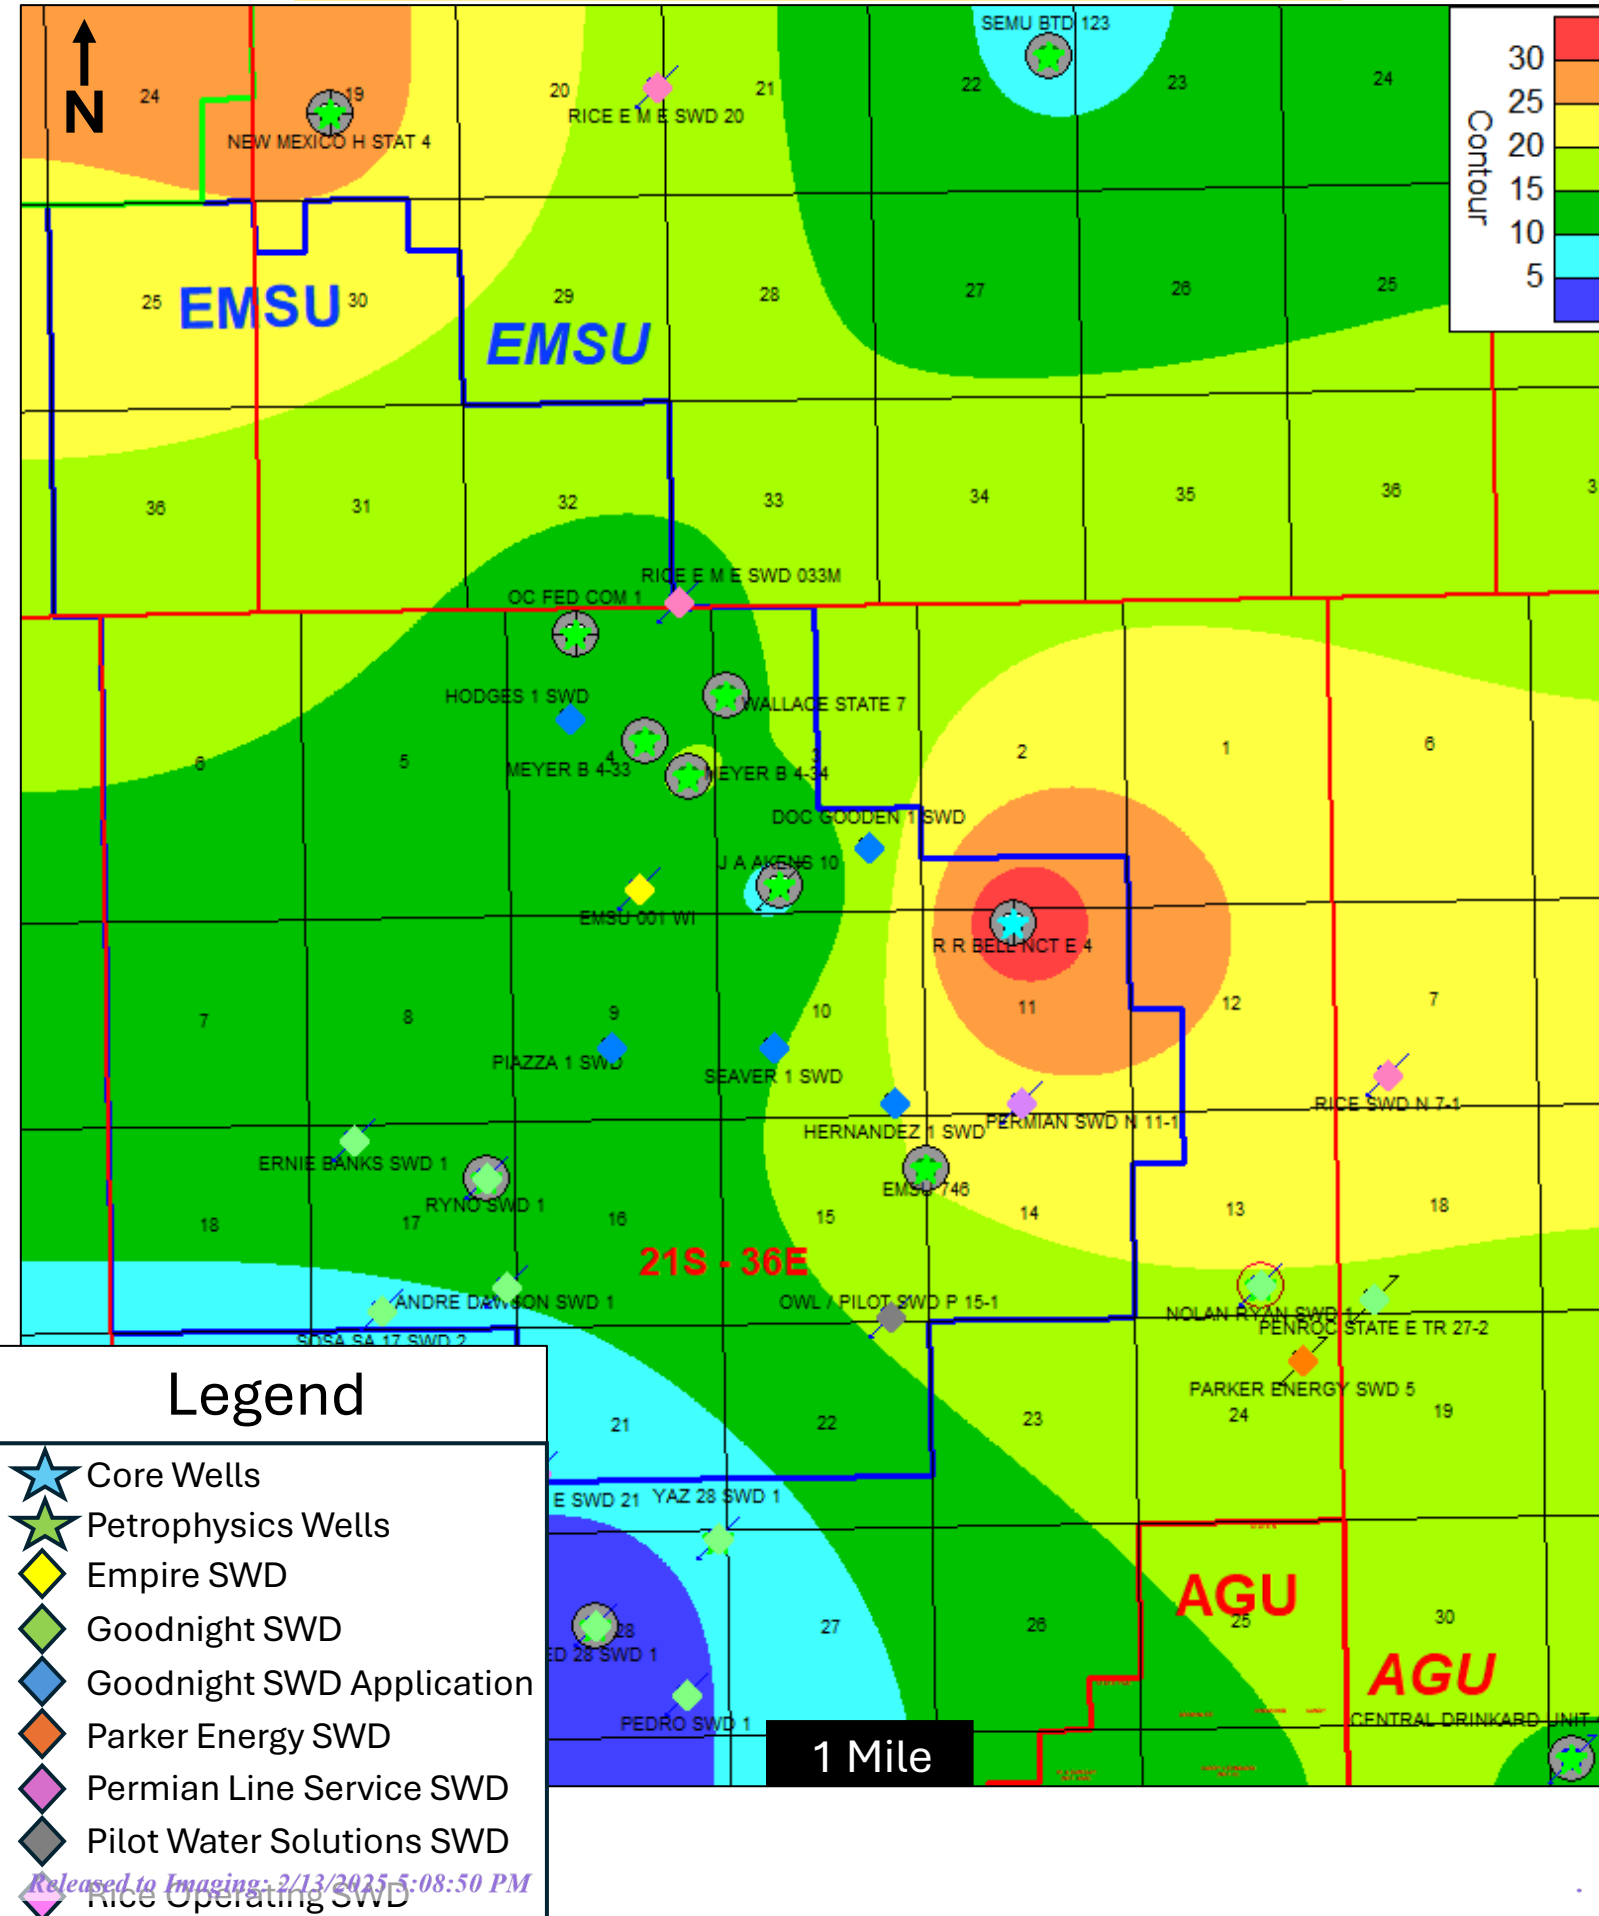 SEMU BTD 123
24
19
20
21
22
23
24
N
NEW MEXICO H STAT 4
RICE E M E SWD 20
Contour
30
25
20
15
10
5
25
EMSU
30
29
28
27
26
25
EMSU
36
31
32
33
34
35
36
3
RICE E M E SWD 033M
OC FED COM 1
HODGES 1 SWD
WALLACE STATE 7
6
5
4
3
2
1
6
MEYER B 4-33
MEYER B 4-34
DOC GOODEN 1 SWD
J A AKENS 10
EMSU 001 WI
R R BELL NCT E 4
7
8
9
10
11
12
7
PIAZZA 1 SWD
SEAVER 1 SWD
HERNANDEZ 1 SWD
PERMIAN SWD N 11-1
RICE SWD N 7-1
ERNIE BANKS SWD 1
RYNO SWD 1
EMSU 746
18
17
16
15
14
13
18
21S - 36E
ANDRE DAWSON SWD 1
OWL / PILOT SWD P 15-1
NOLAN RYAN SWD 1
PENROC STATE E TR 27-2
SOSA SA 17 SWD 2
PARKER ENERGY SWD 5
21
22
23
24
19
E SWD 21
YAZ 28 SWD 1
28
27
26
25
30
ED 28 SWD 1
AGU
AGU
PEDRO SWD 1
CENTRAL DRINKARD UNIT
1 Mile
Legend
Core Wells
Petrophysics Wells
Empire SWD
Goodnight SWD
Goodnight SWD Application
Parker Energy SWD
Permian Line Service SWD
Pilot Water Solutions SWD
Rice Operating SWD
Released to Imaging: 2/13/2025 5:08:50 PM